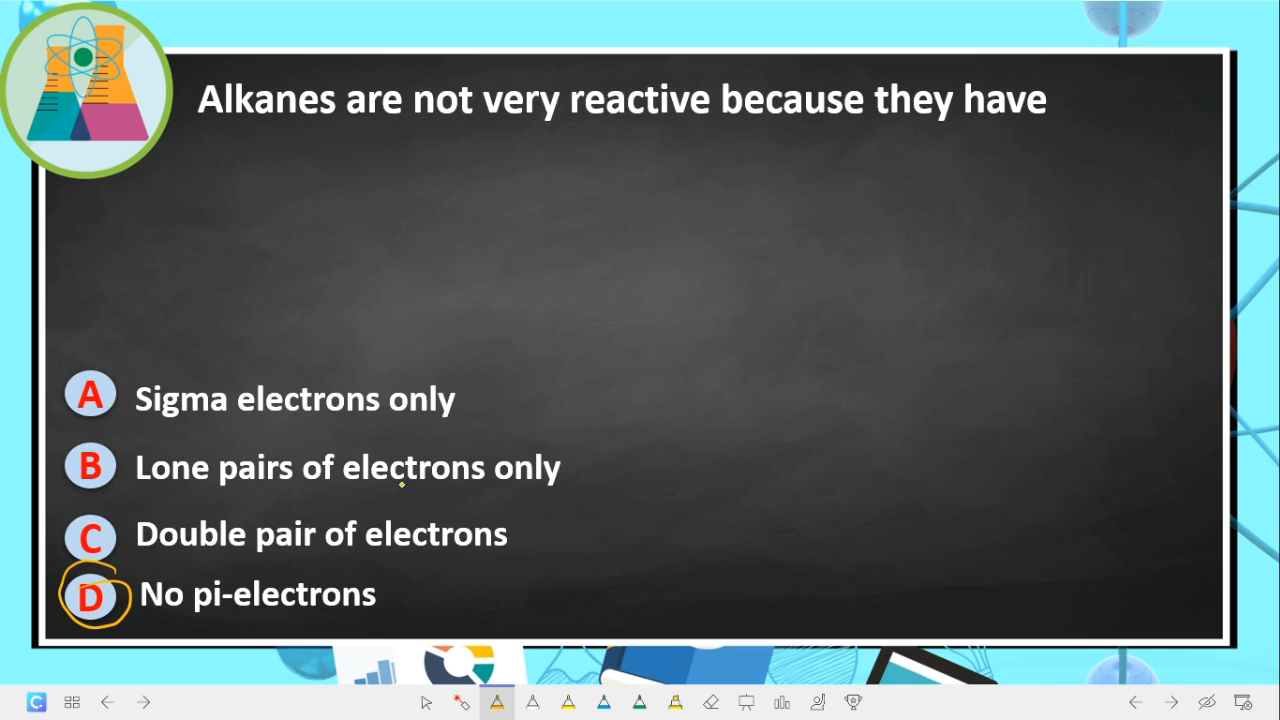 Alkanes are not very reactive because they have
A Sigma electrons only
B Lone pairs of electrons only
C Double pair of electrons
D No pi-electrons
C